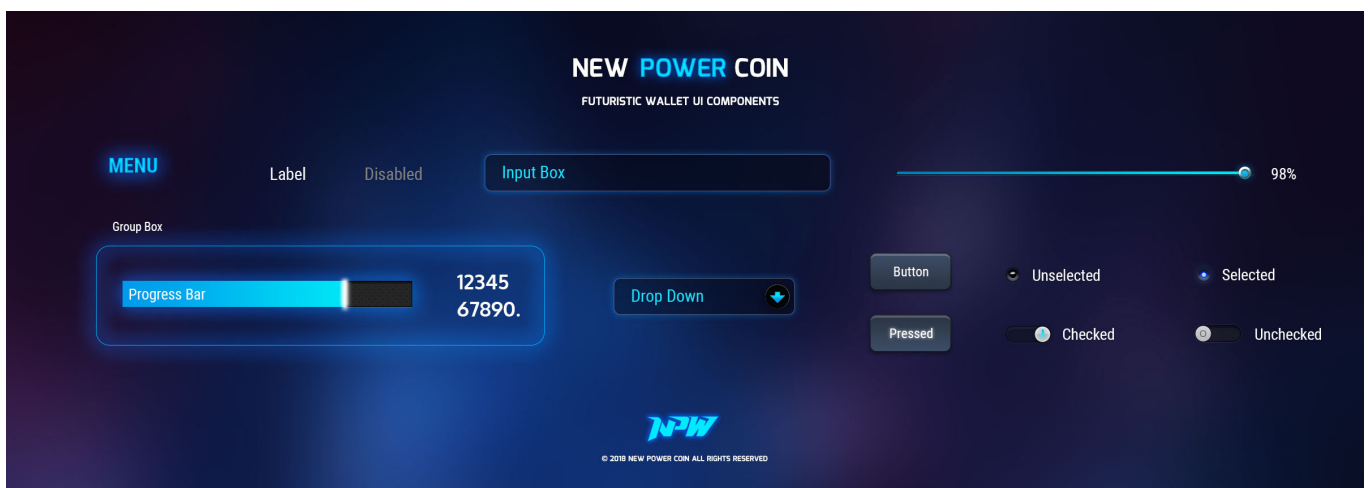 NEW POWER COIN
FUTURISTIC WALLET UI COMPONENTS
MENU
Label
Disabled
Input Box
98%
Group Box
Progress Bar
12345
67890.
Drop Down
Button
Unselected
Selected
Pressed
Checked
Unchecked
NPW
© 2018 NEW POWER COIN ALL RIGHTS RESERVED